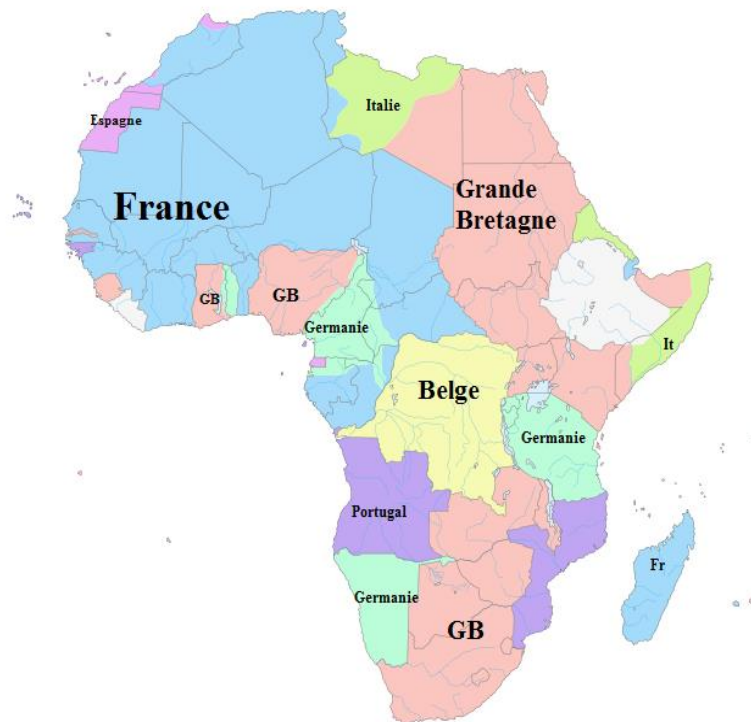 Italie
Espagne
France
Grande
Bretagne
GB
GB
Germanie
It
Belge
Germanie
Portugal
Fr
Germanie
GB